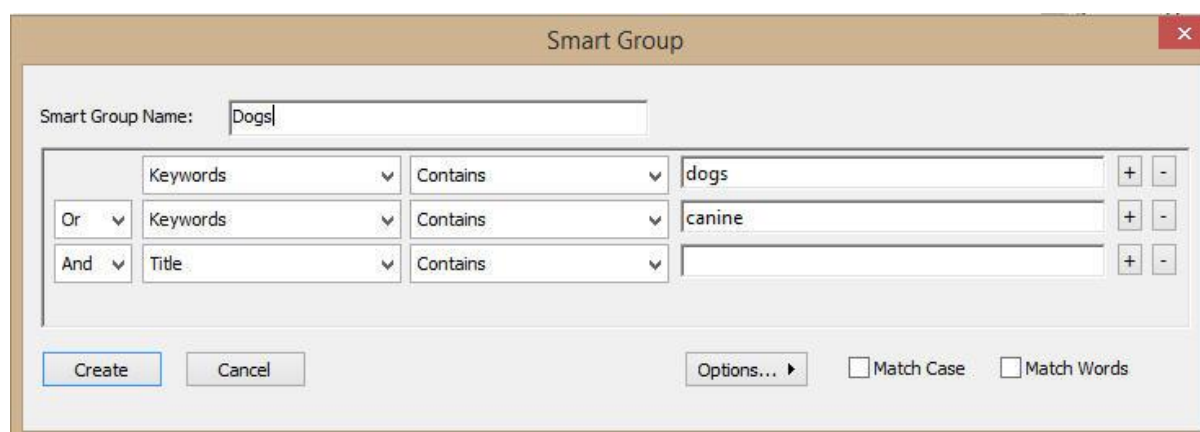 Smart Group
Smart Group Name: Dogs
Keywords Contains dogs + -
Or Keywords Contains canine + -
And Title Contains + -
Create Cancel Options... Match Case Match Words